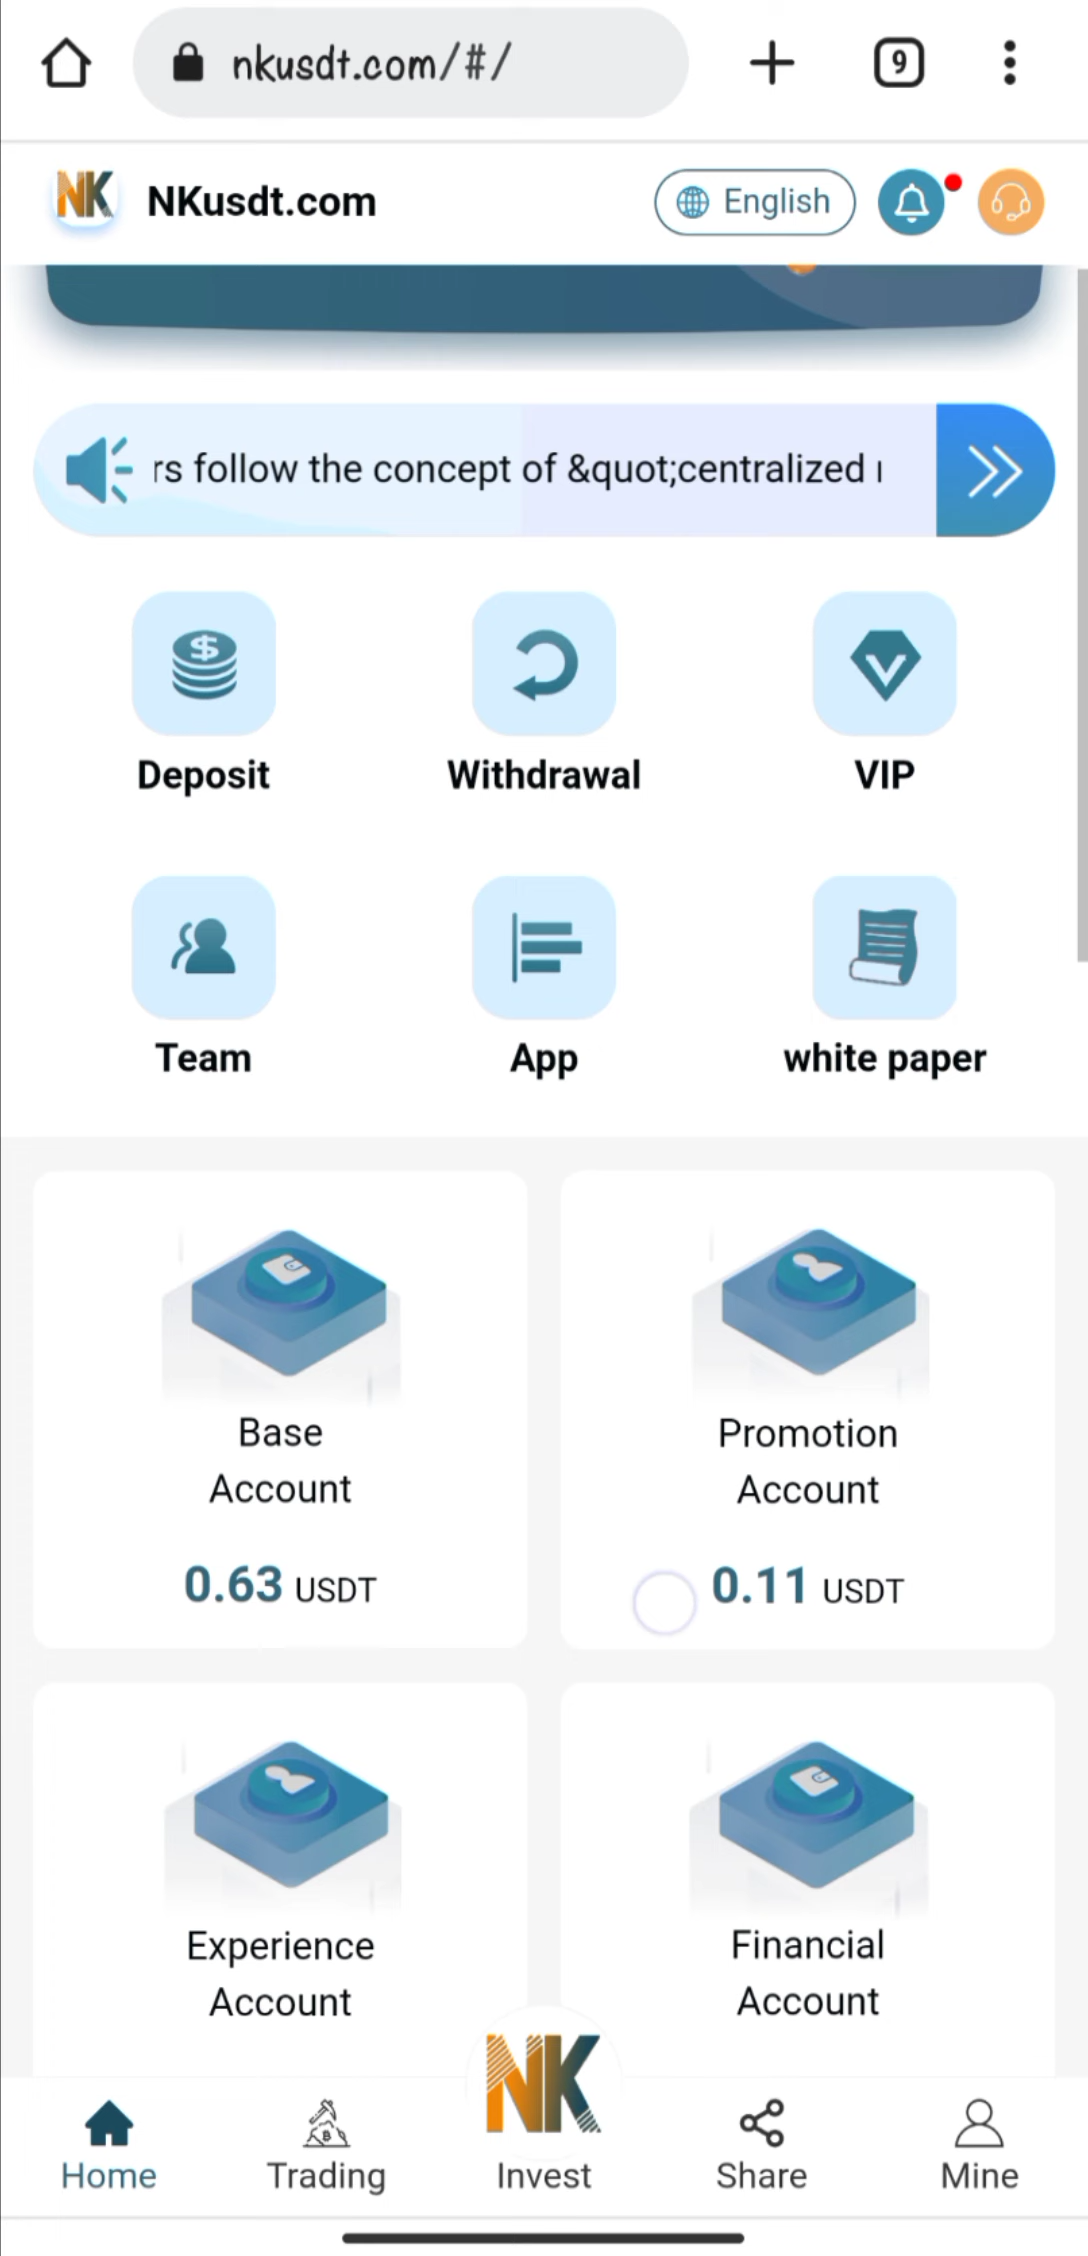 nkusdt.com/#/
9
NK NKusdt.com English
rs follow the concept of &quot;centralized
Deposit Withdrawal VIP
Team App white paper
Base Account
0.63 USDT
Promotion Account
0.11 USDT
Experience Account
Financial Account
NK
Home Trading Invest Share Mine